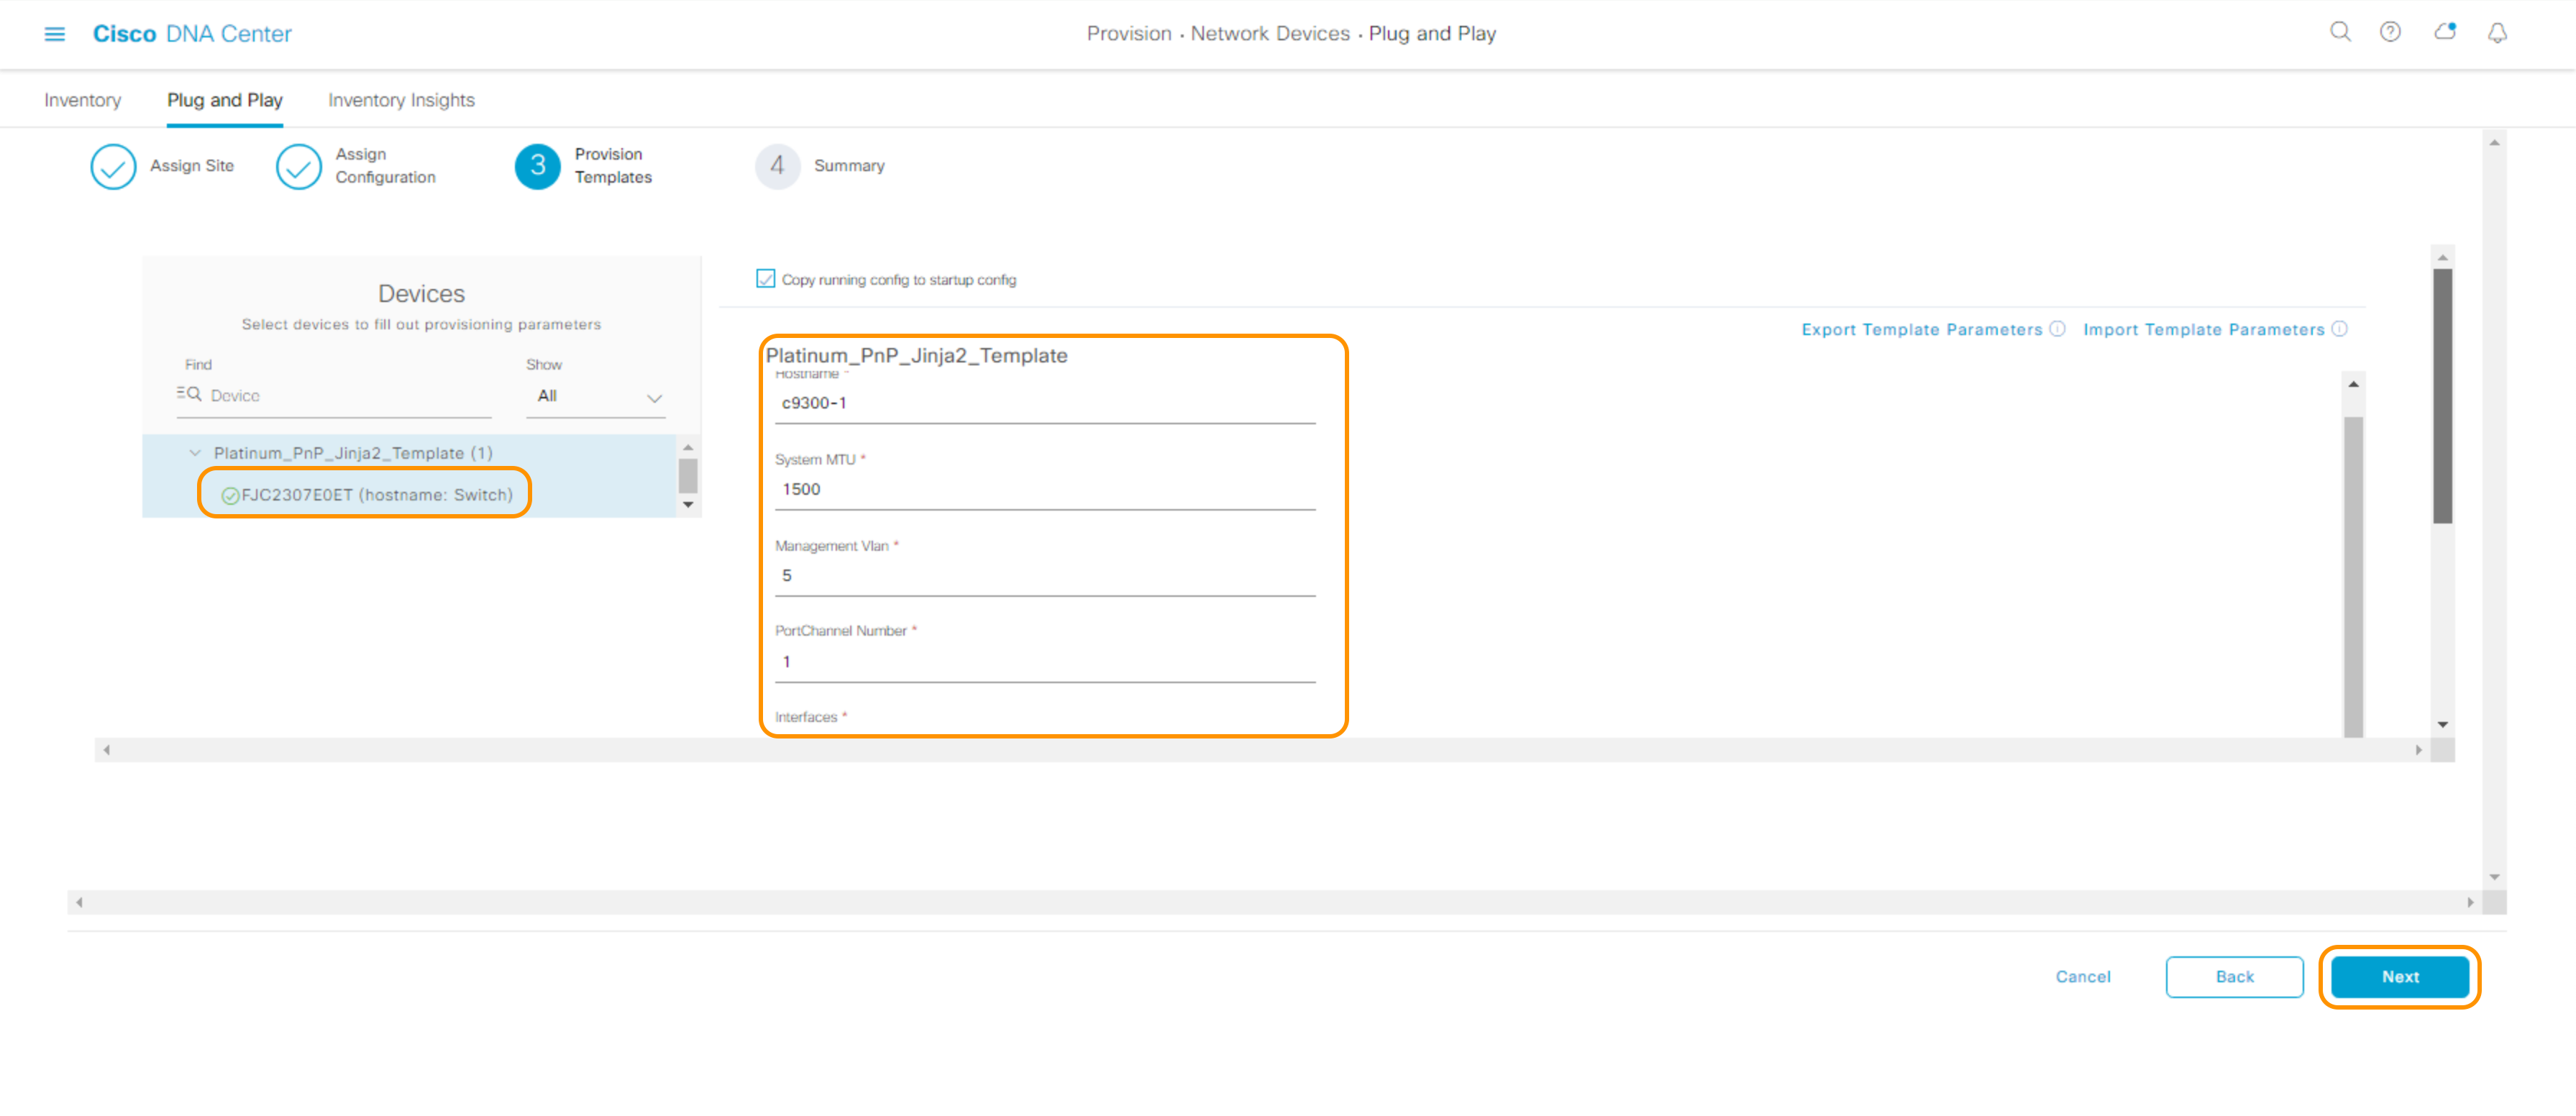 Cisco DNA Center
Provision · Network Devices · Plug and Play
Inventory
Plug and Play
Inventory Insights
Assign Site
Assign
Configuration
3
Provision
Templates
4
Summary
Devices
Select devices to fill out provisioning parameters
Find
Show
Device
All
Platinum_PnP_Jinja2_Template (1)
FJC2307E0ET (hostname: Switch)
Copy running config to startup config
Export Template Parameters
Import Template Parameters
Platinum_PnP_Jinja2_Template
Hostname *
c9300-1
System MTU *
1500
Management Vlan *
5
PortChannel Number *
1
Interfaces *
Cancel
Back
Next